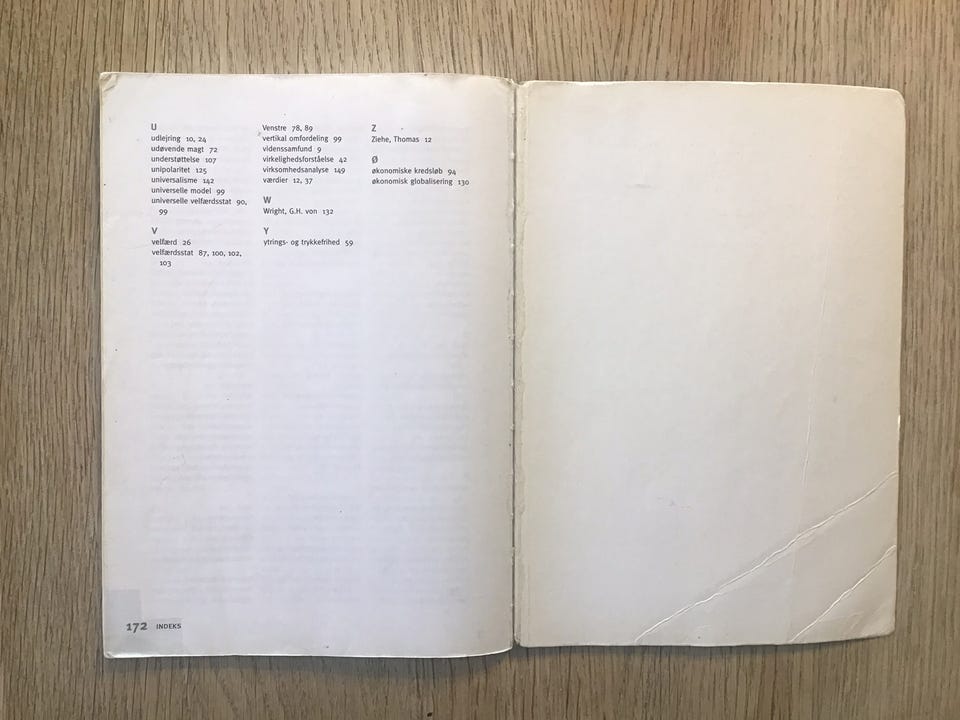 U
udlejring 10, 24
udøvende magt 72
understøttelse 107
unipolaritet 125
universalisme 142
universelle model 99
universelle velfærdsstat 90,
99
V
velfærd 26
velfærdsstat 87, 100, 102,
103
Venstre 78, 89
vertikal omfordeling 99
videnssamfund 9
virkelighedsforståelse 42
virksomhedsanalyse 149
værdier 12, 37
W
Wright, G.H. von 132
Y
ytrings- og trykkefrihed 59
Z
Ziehe, Thomas 12
Ø
økonomiske kredsløb 94
økonomisk globalisering 130
172 INDEKS